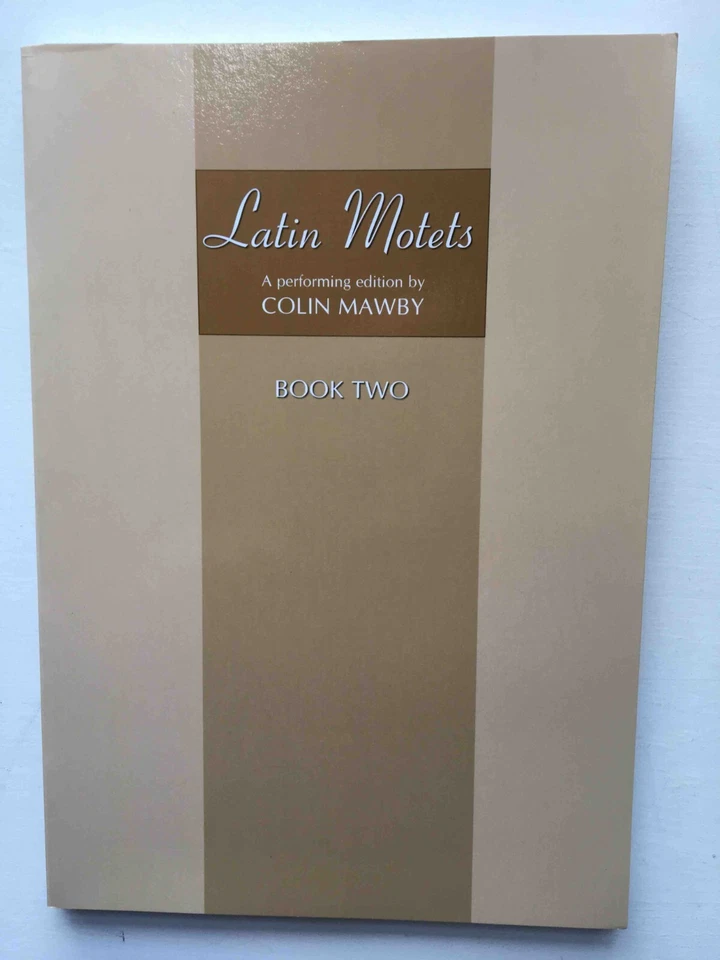 Latin Motets
A performing edition by
COLIN MAWBY
BOOK TWO